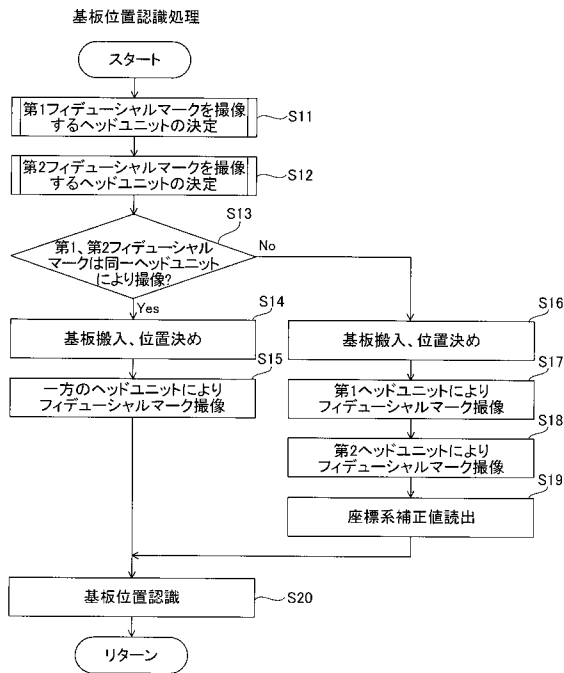 基板位置認識処理
スタート
第1フィデューシャルマークを撮像
するヘッドユニットの決定
S11
第2フィデューシャルマークを撮像
するヘッドユニットの決定
S12
S13
第1、第2フィデューシャル
マークは同一ヘッドユニット
により撮像?
No
Yes
S14
基板搬入、位置決め
S15
一方のヘッドユニットにより
フィデューシャルマーク撮像
S16
基板搬入、位置決め
S17
第1ヘッドユニットにより
フィデューシャルマーク撮像
S18
第2ヘッドユニットにより
フィデューシャルマーク撮像
S19
座標系補正値読出
基板位置認識
S20
リターン